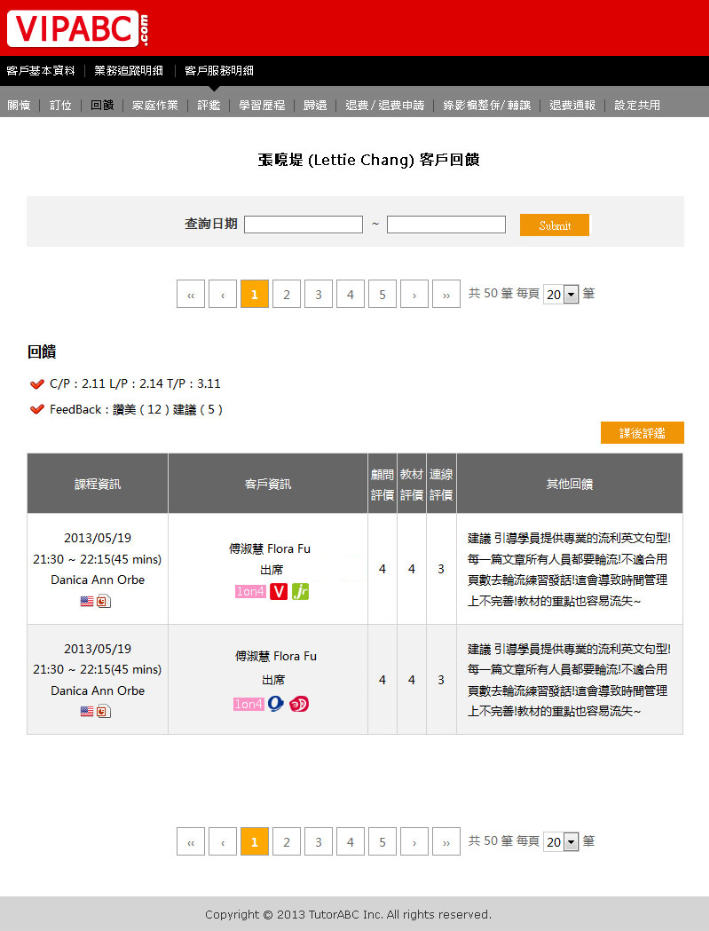 VIPABC.com
客戶基本資料 | 業務追蹤明細 | 客戶服務明細
關懷 | 訂位 | 回饋 | 家庭作業 | 評鑑 | 學習歷程 | 歸還 | 退費/退費申請 | 錄影檔整併/轉讓 | 退費通報 | 設定共用
(Lettie Chang) 客戶回饋
查詢日期 ~ Submit
‹‹ ‹ 1 2 3 4 5 › ›› 共 50 筆 每頁 20 筆
回饋
C/P：2.11 L/P：2.14 T/P：3.11
FeedBack：讚美（12）建議（5）
課後評鑑
課程資訊 客戶資訊 顧問評價 教材評價 連線評價 其他回饋
2013/05/19
21:30 ~ 22:15(45 mins)
Danica Ann Orbe
傅淑慧 Flora Fu
出席
1on4 V jr
4 4 3
建議 引導學員提供專業的流利英文句型!
每一篇文章所有人員都要輪流!不適合用
頁數去輪流練習發話!這會導致時間管理
上不完善!教材的重點也容易流失~
2013/05/19
21:30 ~ 22:15(45 mins)
Danica Ann Orbe
傅淑慧 Flora Fu
出席
1on4
4 4 3
建議 引導學員提供專業的流利英文句型!
每一篇文章所有人員都要輪流!不適合用
頁數去輪流練習發話!這會導致時間管理
上不完善!教材的重點也容易流失~
‹‹ ‹ 1 2 3 4 5 › ›› 共 50 筆 每頁 20 筆
Copyright © 2013 TutorABC Inc. All rights reserved.